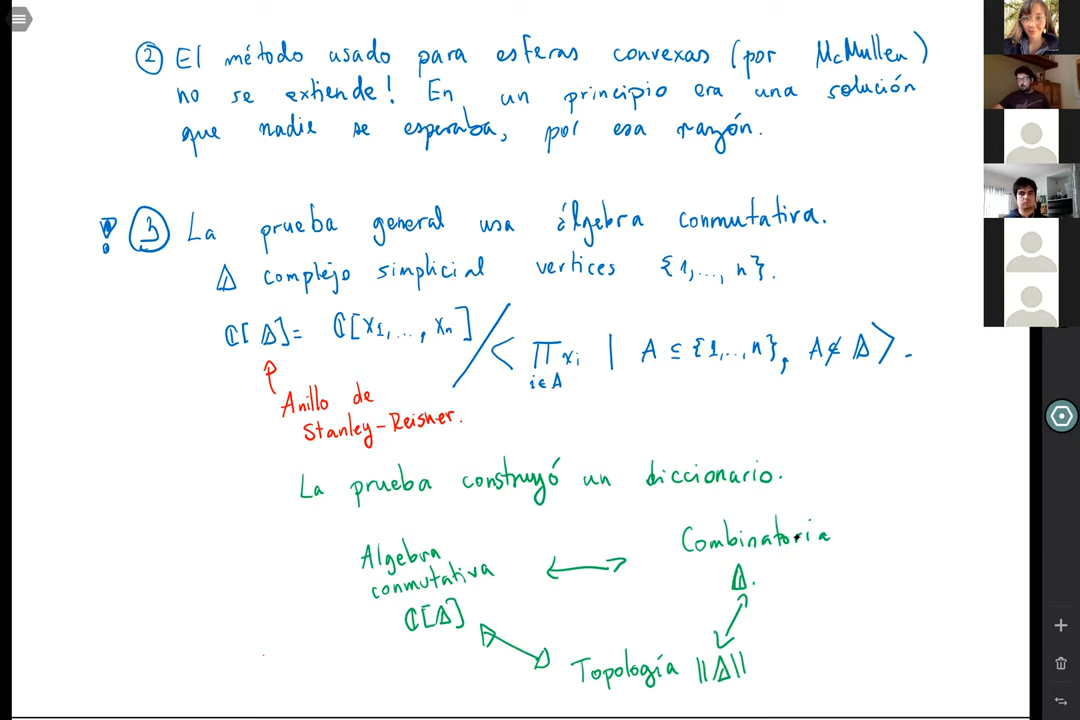 ② El método usado para esferas convexas (por McMullen)
no se extiende! En un principio era una solución
que nadie se esperaba, por esa razón.
! ③ La prueba general usa álgebra conmutativa.
Δ complejo simplicial vertices {1,..., n}.
ℂ[Δ] = ℂ[x₁,..., xₙ] / < ∏_{i∈A} xᵢ | A ⊆ {1,..,n}, A ∉ Δ >.
Anillo de
Stanley-Reisner.
La prueba construyó un diccionario.
Algebra
conmutativa
ℂ[Δ]
Combinatoria
Δ.
Topología ||Δ||